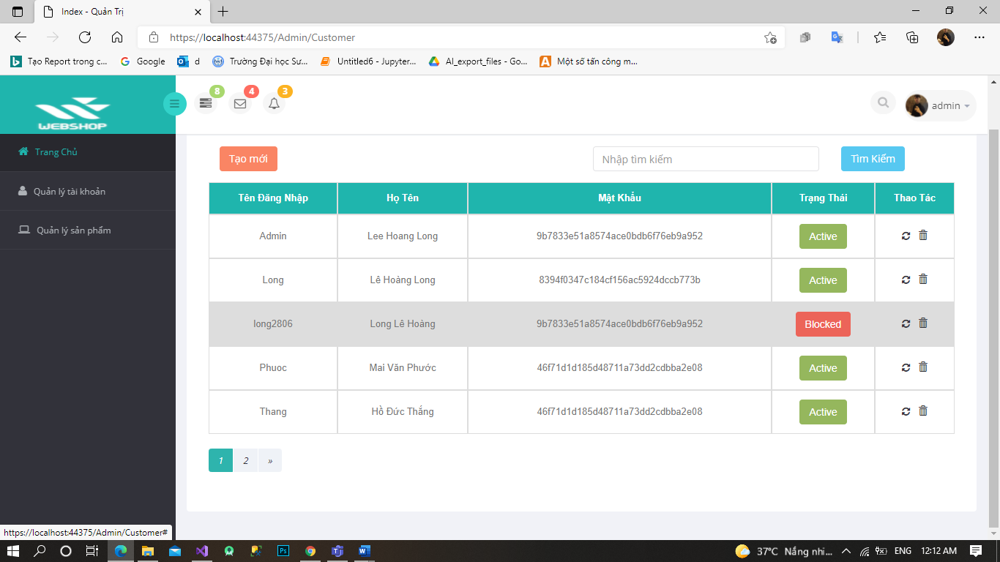 Index - Quản Trị
https://localhost:44375/Admin/Customer
Tạo Report trong c... Google d Trường Đại học Sư... Untitled6 - Jupyter... AI_export_files - Go... Một số tấn công m...
WEBSHOP
8 4 3
admin
Trang Chủ
Quản lý tài khoản
Quản lý sản phẩm
Tạo mới Nhập tìm kiếm Tìm Kiếm
Tên Đăng Nhập Họ Tên Mật Khẩu Trạng Thái Thao Tác
Admin Lee Hoang Long 9b7833e51a8574ace0bdb6f76eb9a952 Active
Long Lê Hoàng Long 8394f0347c184cf156ac5924dccb773b Active
long2806 Long Lê Hoàng 9b7833e51a8574ace0bdb6f76eb9a952 Blocked
Phuoc Mai Văn Phước 46f71d1d185d48711a73dd2cdbba2e08 Active
Thang Hồ Đức Thắng 46f71d1d185d48711a73dd2cdbba2e08 Active
1 2 »
https://localhost:44375/Admin/Customer#
37°C Nắng nhi... ENG 12:12 AM